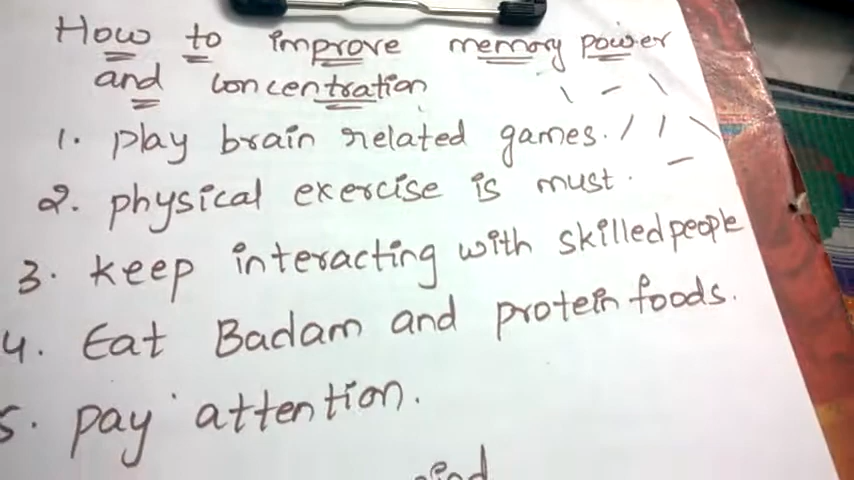 How to improve memory power
and concentration
1. play brain related games.
2. physical exercise is must.
3. keep interacting with skilled people
4. Eat Badam and protein foods.
5. pay attention.